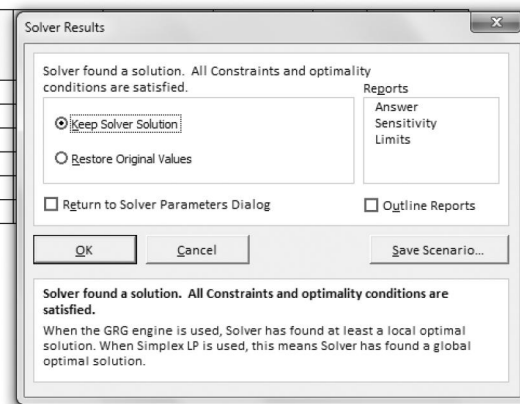 Solver Results
x
Solver found a solution. All Constraints and optimality
conditions are satisfied.
Reports
Answer
Sensitivity
Limits
Keep Solver Solution
Restore Original Values
Return to Solver Parameters Dialog
Outline Reports
OK
Cancel
Save Scenario...
Solver found a solution. All Constraints and optimality conditions are
satisfied.
When the GRG engine is used, Solver has found at least a local optimal
solution. When Simplex LP is used, this means Solver has found a global
optimal solution.